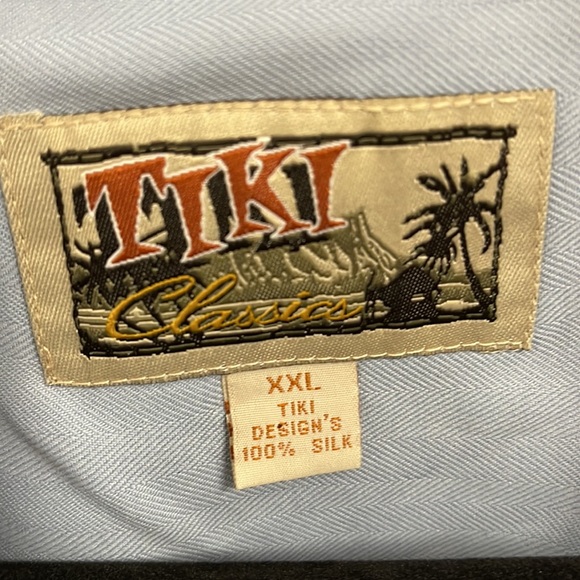 TIKI
Classics
XXL
TIKI
DESIGN'S
100% SILK